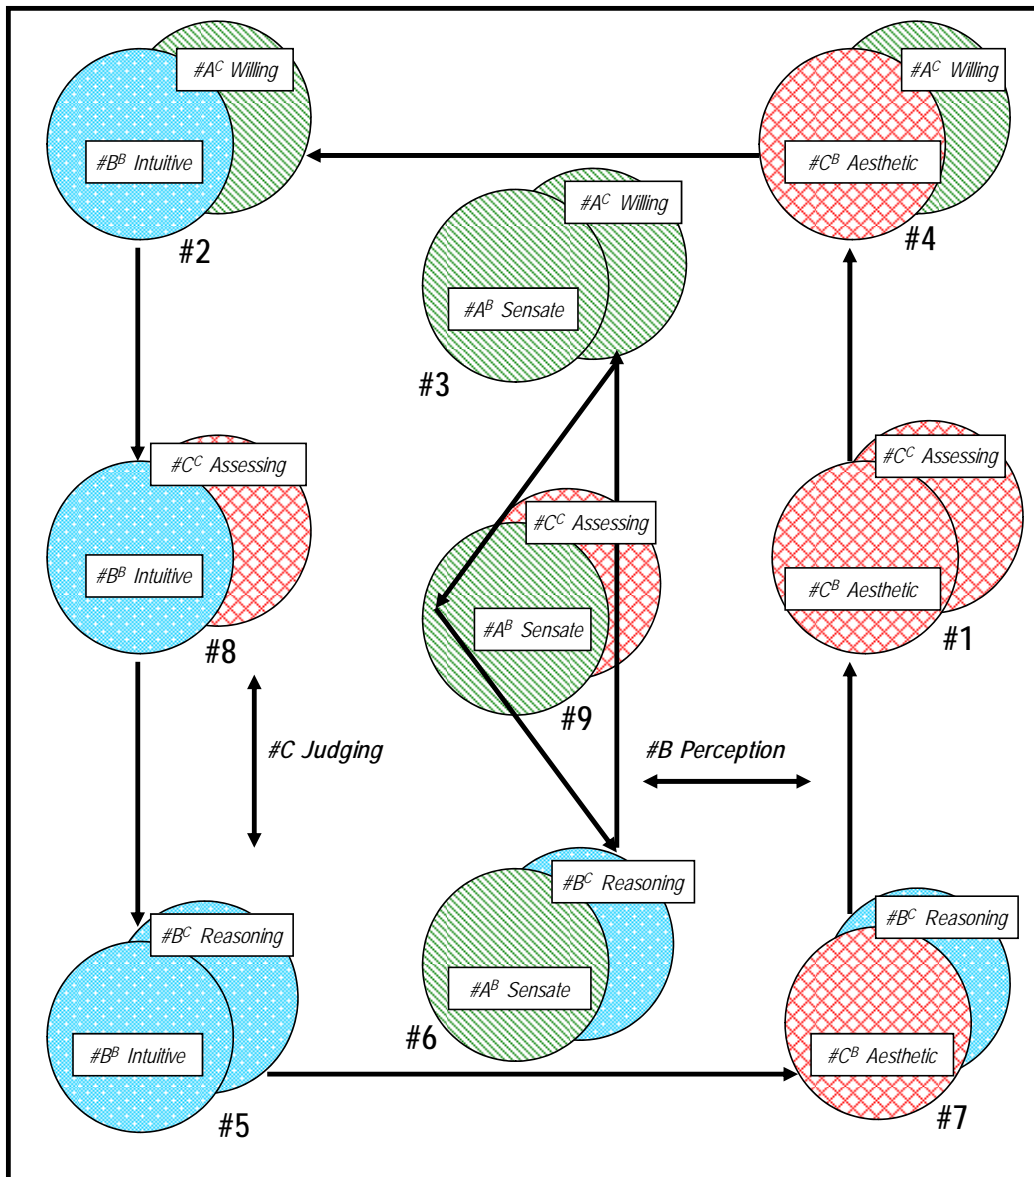 #A^C Willing
#B^B Intuitive
#2
#A^C Willing
#C^B Aesthetic
#4
#A^C Willing
#A^B Sensate
#3
#C^C Assessing
#B^B Intuitive
#8
#C^C Assessing
#A^B Sensate
#9
#C^C Assessing
#C^B Aesthetic
#1
#C Judging
#B Perception
#B^C Reasoning
#B^B Intuitive
#5
#B^C Reasoning
#A^B Sensate
#6
#B^C Reasoning
#C^B Aesthetic
#7